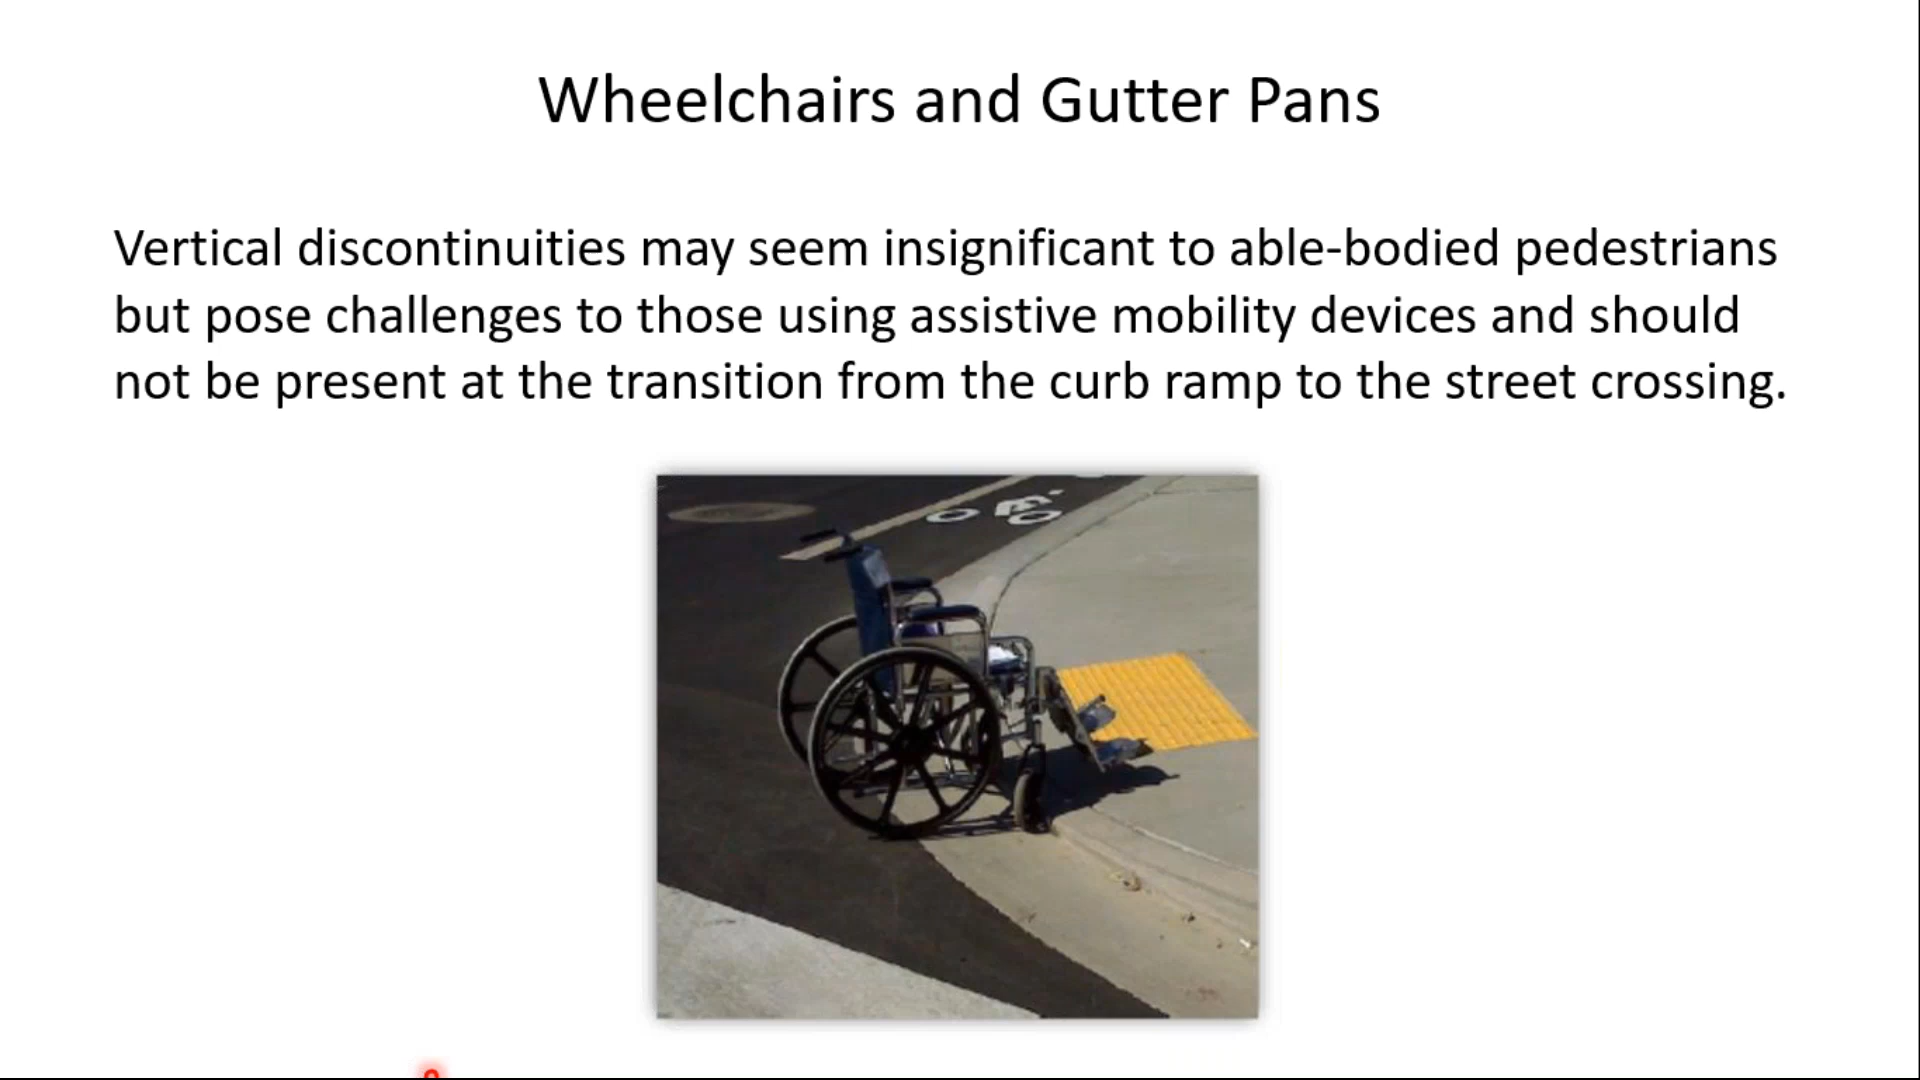 Wheelchairs and Gutter Pans
Vertical discontinuities may seem insignificant to able-bodied pedestrians
but pose challenges to those using assistive mobility devices and should
not be present at the transition from the curb ramp to the street crossing.